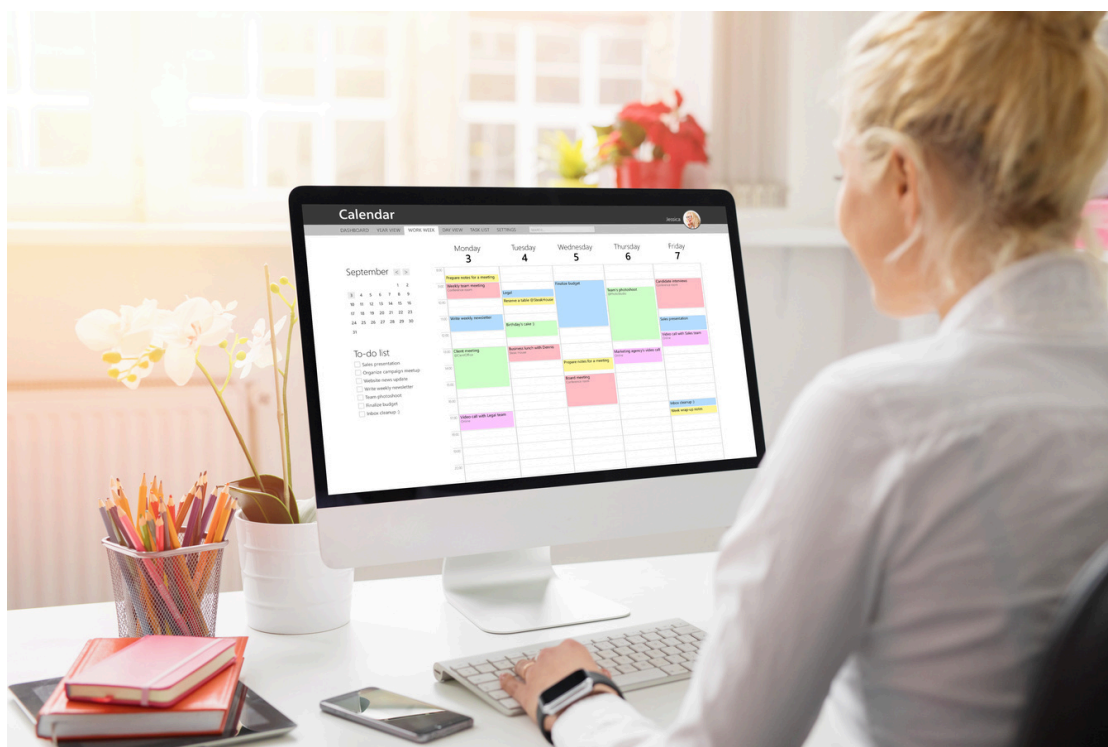 Calendar
Jessica
DASHBOARD YEAR VIEW WORK WEEK DAY VIEW TASK LIST SETTINGS
Monday Tuesday Wednesday Thursday Friday
3 4 5 6 7
September
1 2
3 4 5 6 7 8 9
10 11 12 13 14 15 16
17 18 19 20 21 22 23
24 25 26 27 28 29 30
31
To-do list
Sales presentation
Organize campaign meetup
Website news update
Write weekly newsletter
Team photoshoot
Finalize budget
Inbox cleanup :)
Prepare notes for a meeting
Weekly team meeting
Conference room
Write weekly newsletter
Client meeting
Video call with Legal team
Legal
Reserve a table @Steakhouse
Birthday's cake :)
Business lunch with Dennis
Finalize budget
Prepare notes for a meeting
Board meeting
Conference room
Team's photoshoot
Marketing agency's video call
Candidate interview
Sales presentation
Video call with Sales team
Inbox cleanup :)
Week wrap-up notes